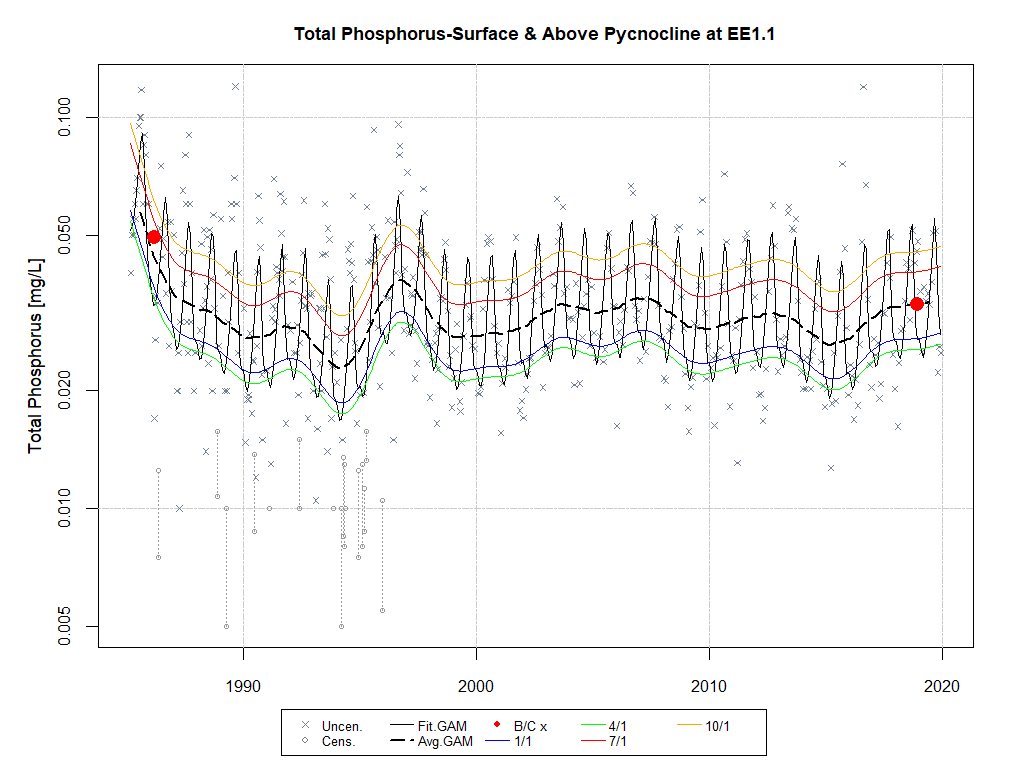 Total Phosphorus-Surface & Above Pycnocline at EE1.1
Total Phosphorus [mg/L]
0.100
0.050
0.020
0.010
0.005
1990 2000 2010 2020
Uncen. Fit.GAM B/C x 4/1 10/1
Cens. Avg.GAM 1/1 7/1